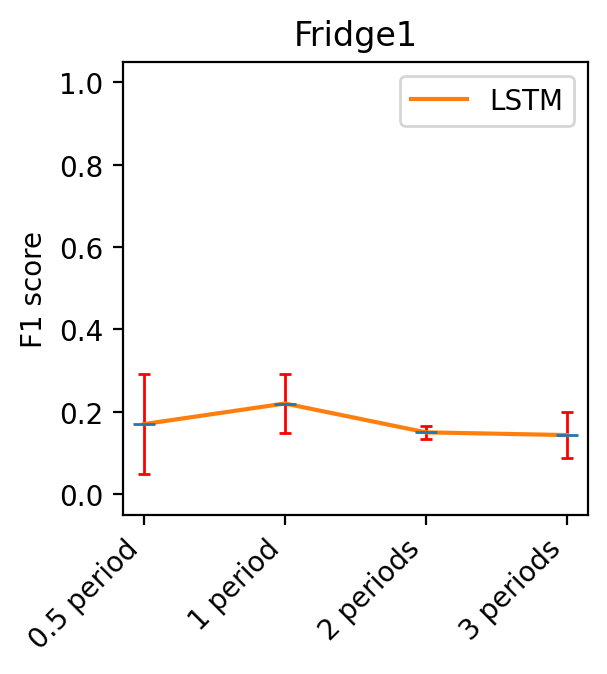 Fridge1
LSTM
F1 score
1.0
0.8
0.6
0.4
0.2
0.0
0.5 period
1 period
2 periods
3 periods